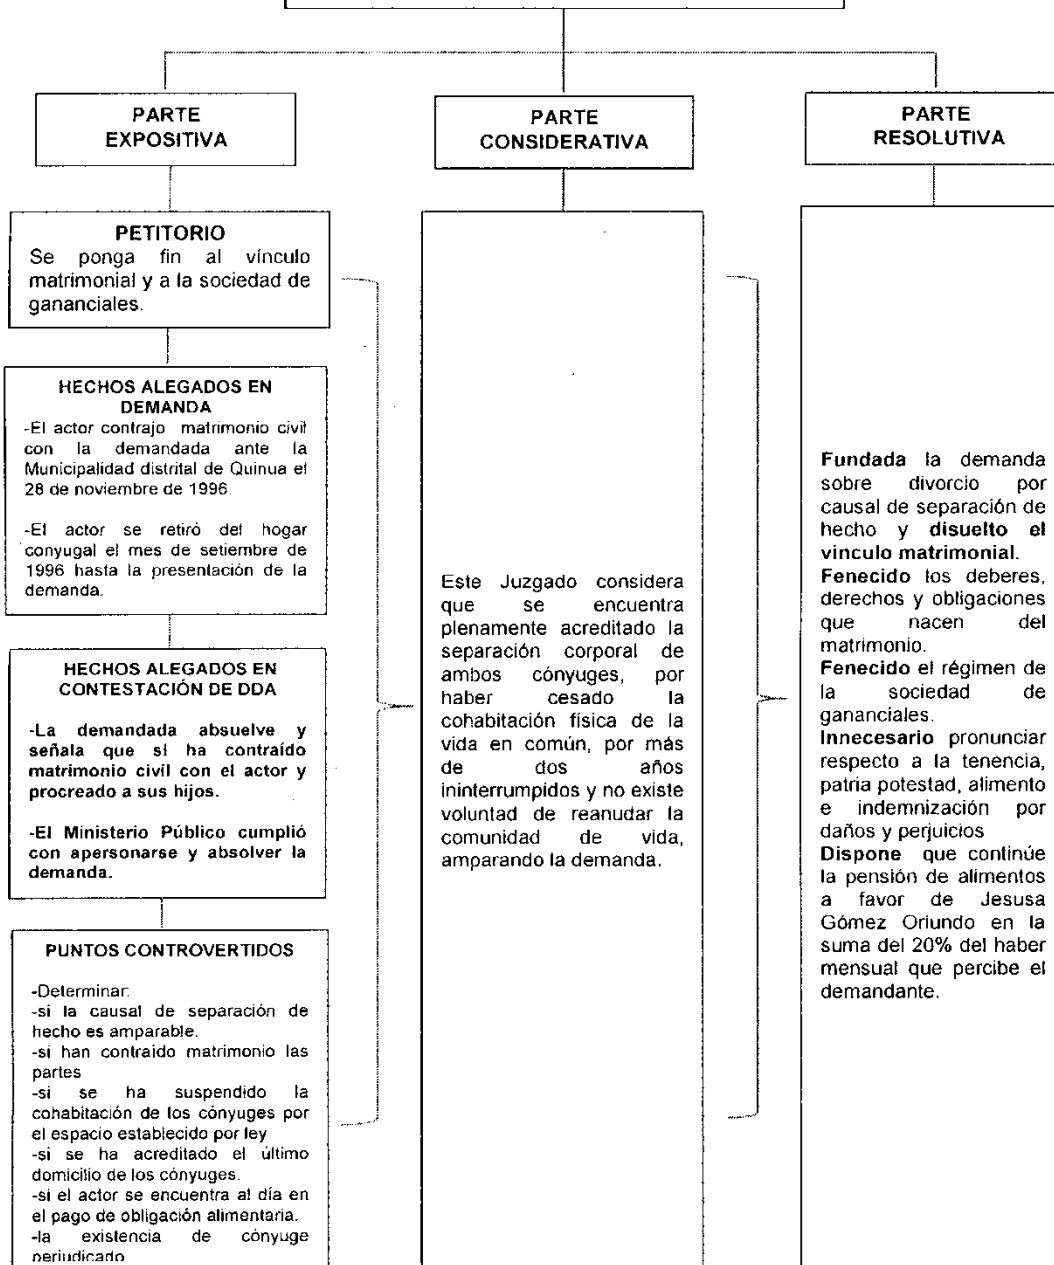 PARTE
EXPOSITIVA
PETITORIO
Se ponga fin al vínculo
matrimonial y a la sociedad de
gananciales.
HECHOS ALEGADOS EN
DEMANDA
-El actor contrajo matrimonio civil
con la demandada ante la
Municipalidad distrital de Quinua el
28 de noviembre de 1996.
-El actor se retiró del hogar
conyugal el mes de setiembre de
1996 hasta la presentación de la
demanda.
HECHOS ALEGADOS EN
CONTESTACIÓN DE DDA
-La demandada absuelve y
señala que si ha contraído
matrimonio civil con el actor y
procreado a sus hijos.
-El Ministerio Público cumplió
con apersonarse y absolver la
demanda.
PUNTOS CONTROVERTIDOS
-Determinar:
-si la causal de separación de
hecho es amparable.
-si han contraído matrimonio las
partes
-si se ha suspendido la
cohabitación de los cónyuges por
el espacio establecido por ley
-si se ha acreditado el último
domicilio de los cónyuges.
-si el actor se encuentra al día en
el pago de obligación alimentaria.
-la existencia de cónyuge
perjudicado
PARTE
CONSIDERATIVA
Este Juzgado considera
que se encuentra
plenamente acreditado la
separación corporal de
ambos cónyuges, por
haber cesado la
cohabitación física de la
vida en común, por más
de dos años
ininterrumpidos y no existe
voluntad de reanudar la
comunidad de vida,
amparando la demanda.
PARTE
RESOLUTIVA
Fundada la demanda
sobre divorcio por
causal de separación de
hecho y disuelto el
vínculo matrimonial.
Fenecido los deberes,
derechos y obligaciones
que nacen del
matrimonio.
Fenecido el régimen de
la sociedad de
gananciales.
Innecesario pronunciar
respecto a la tenencia,
patria potestad, alimento
e indemnización por
daños y perjuicios
Dispone que continúe
la pensión de alimentos
a favor de Jesusa
Gómez Oriundo en la
suma del 20% del haber
mensual que percibe el
demandante.